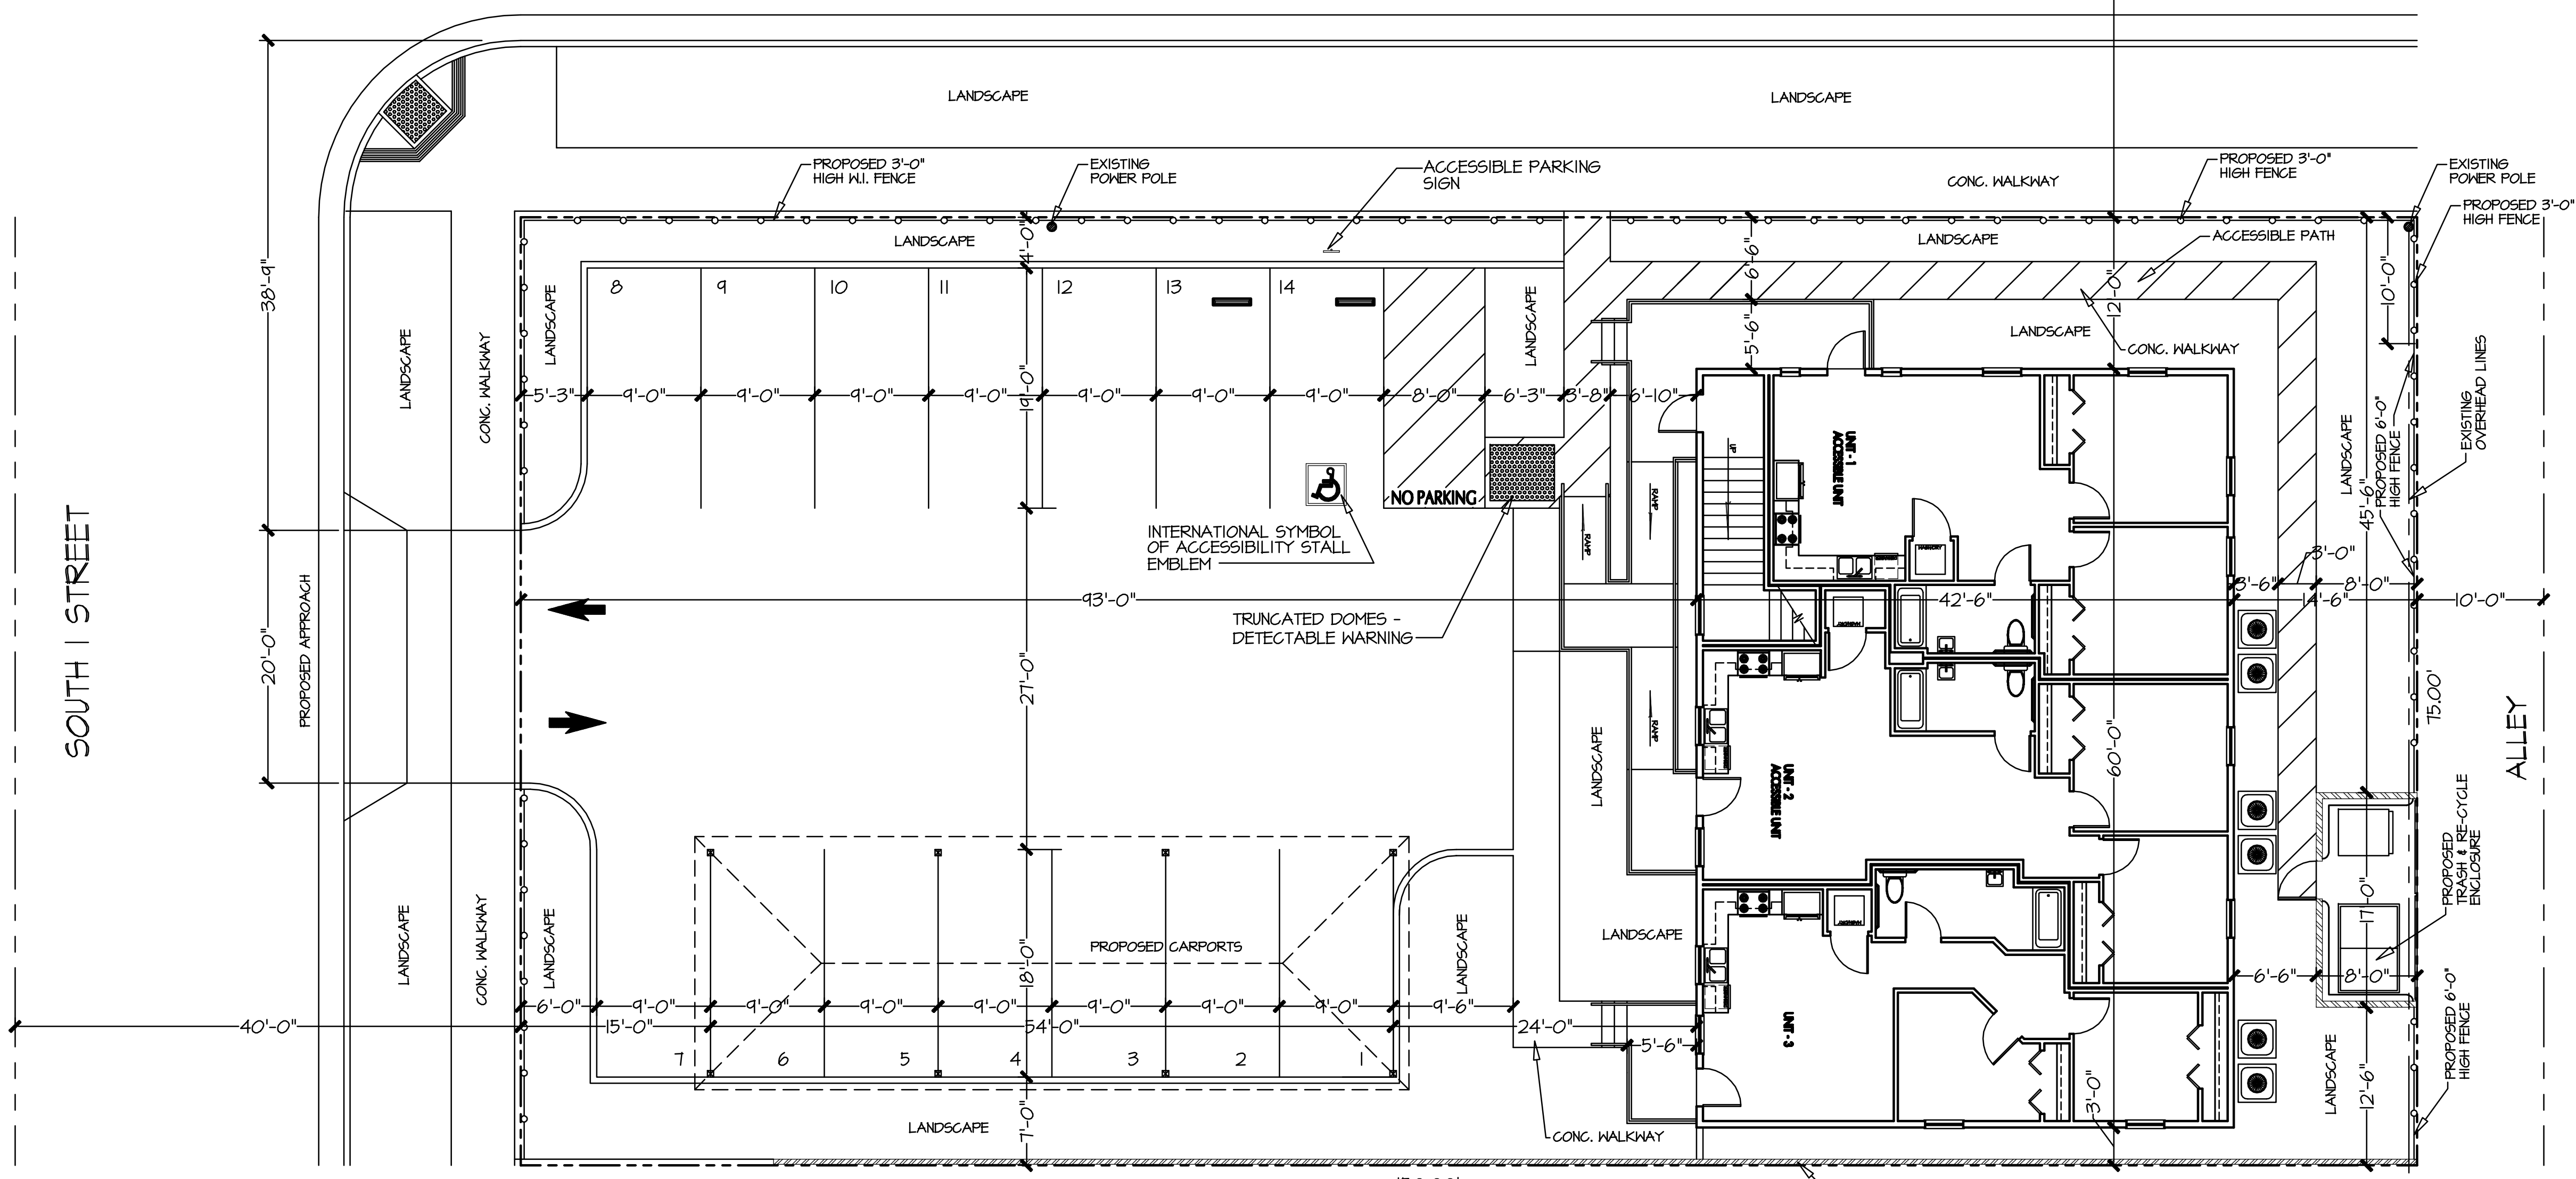 LANDSCAPE
LANDSCAPE
PROPOSED 3'-0"
HIGH W.I. FENCE
EXISTING
POWER POLE
ACCESSIBLE PARKING
SIGN
CONC. WALKWAY
PROPOSED 3'-0"
HIGH FENCE
EXISTING
POWER POLE
PROPOSED 3'-0"
HIGH FENCE
38'-9"
LANDSCAPE
4'-0"
6'-6"
LANDSCAPE
ACCESSIBLE PATH
12'-0"
10'-0"
8
9
10
11
12
13
14
LANDSCAPE
CONC. WALKWAY
LANDSCAPE
LANDSCAPE
5'-6"
LANDSCAPE
CONC. WALKWAY
5'-3"
9'-0"
9'-0"
9'-0"
9'-0"
9'-0"
9'-0"
9'-0"
8'-0"
6'-3"
3'-8"
6'-10"
19'-0"
NO PARKING
INTERNATIONAL SYMBOL
OF ACCESSIBILITY STALL
EMBLEM
TRUNCATED DOMES -
DETECTABLE WARNING
UP
RAMP
RAMP
RAMP
UNIT - 1
ACCESSIBLE UNIT
LANDSCAPE
45'-6"
PROPOSED 6'-0"
HIGH FENCE
EXISTING
OVERHEAD LINES
3'-0"
3'-6"
8'-0"
93'-0"
42'-6"
14'-6"
10'-0"
SOUTH I STREET
20'-0"
PROPOSED APPROACH
27'-0"
LANDSCAPE
UNIT - 2
ACCESSIBLE UNIT
60'-0"
75.00'
ALLEY
PROPOSED
TRASH & RE-CYCLE
ENCLOSURE
17'-0"
LANDSCAPE
CONC. WALKWAY
LANDSCAPE
PROPOSED CARPORTS
18'-0"
LANDSCAPE
LANDSCAPE
6'-6"
8'-0"
6'-0"
9'-0"
9'-0"
9'-0"
9'-0"
9'-0"
9'-0"
9'-0"
9'-6"
40'-0"
15'-0"
54'-0"
24'-0"
5'-6"
UNIT - 3
7
6
5
4
3
2
1
7'-0"
LANDSCAPE
CONC. WALKWAY
3'-0"
LANDSCAPE
12'-6"
PROPOSED 6'-0"
HIGH FENCE